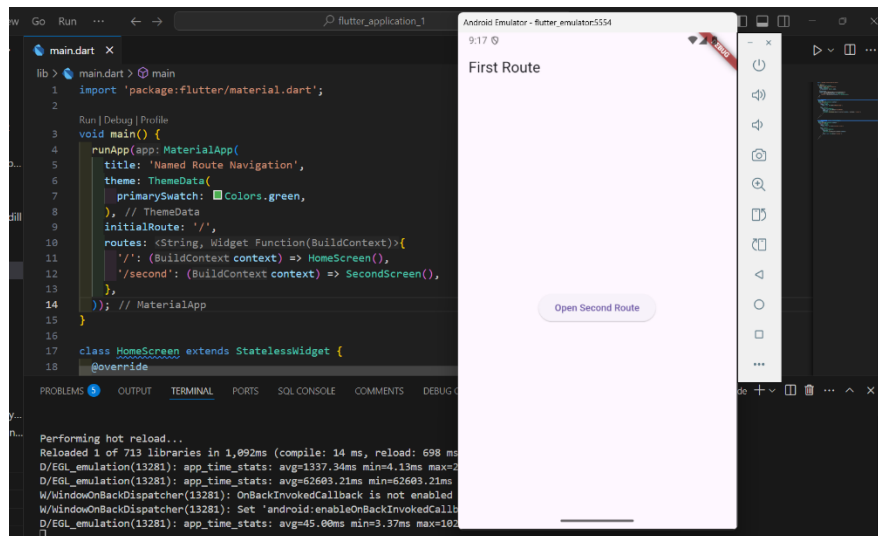 ew Go Run ··· flutter_application_1
main.dart
lib > main.dart > main
1 import 'package:flutter/material.dart';
2
Run | Debug | Profile
3 void main() {
4 runApp(app: MaterialApp(
5 title: 'Named Route Navigation',
6 theme: ThemeData(
7 primarySwatch: Colors.green,
8 ), // ThemeData
9 initialRoute: '/',
10 routes: <String, Widget Function(BuildContext)>{
11 '/': (BuildContext context) => HomeScreen(),
12 '/second': (BuildContext context) => SecondScreen(),
13 },
14 )); // MaterialApp
15 }
16
17 class HomeScreen extends StatelessWidget {
18 @override
PROBLEMS 5 OUTPUT TERMINAL PORTS SQL CONSOLE COMMENTS DEBUG C
Performing hot reload...
Reloaded 1 of 713 libraries in 1,092ms (compile: 14 ms, reload: 698 ms
D/EGL_emulation(13281): app_time_stats: avg=1337.34ms min=4.13ms max=2
D/EGL_emulation(13281): app_time_stats: avg=62603.21ms min=62603.21ms
W/WindowOnBackDispatcher(13281): OnBackInvokedCallback is not enabled
W/WindowOnBackDispatcher(13281): Set 'android:enableOnBackInvokedCallb
D/EGL_emulation(13281): app_time_stats: avg=45.00ms min=3.37ms max=102
Android Emulator - flutter_emulator:5554
9:17
DEBUG
First Route
Open Second Route